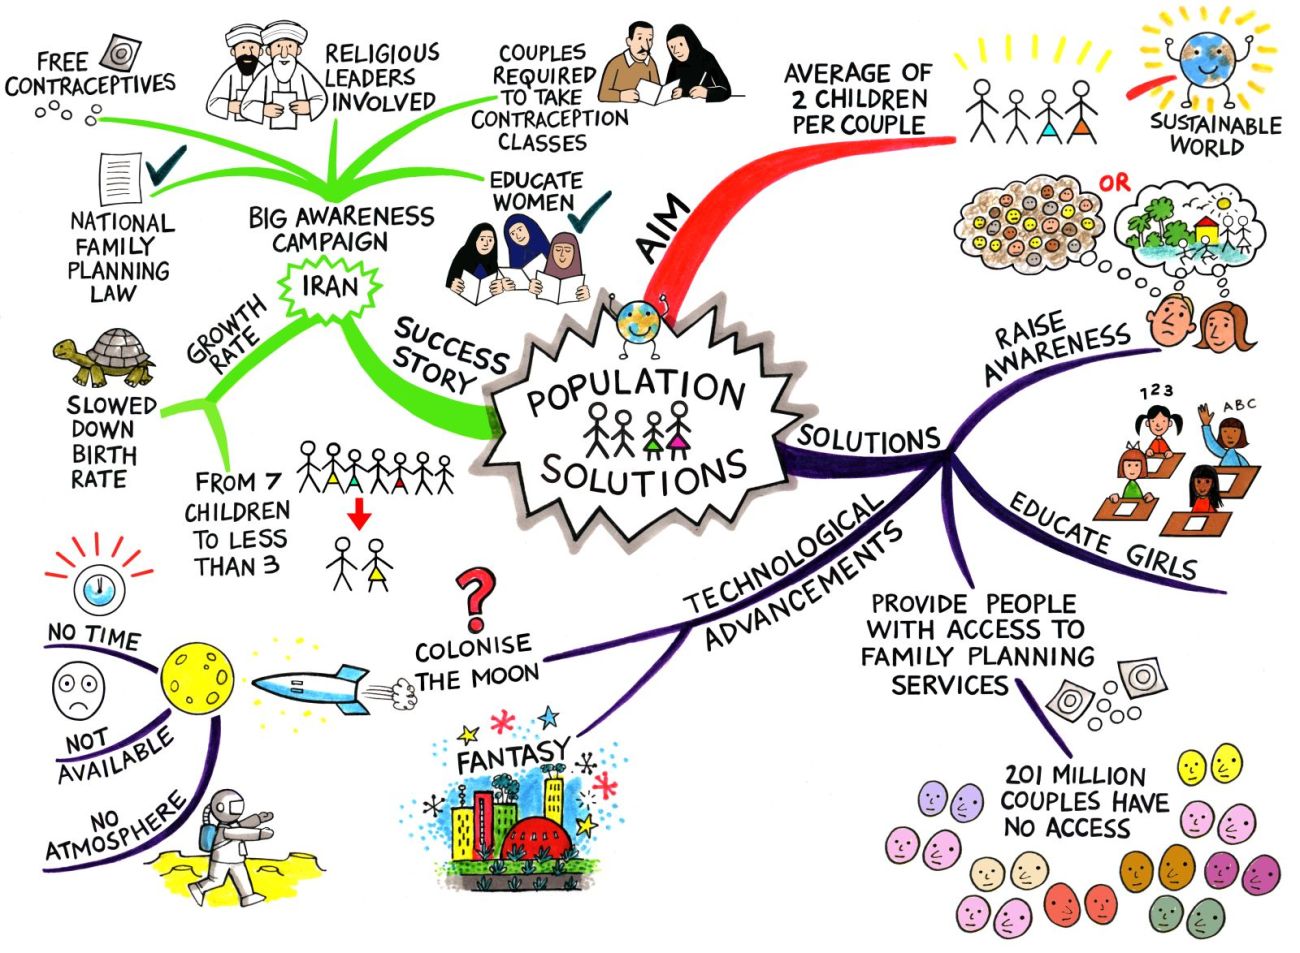 POPULATION
SOLUTIONS
AIM
AVERAGE OF
2 CHILDREN
PER COUPLE
SUSTAINABLE
WORLD
OR
SOLUTIONS
RAISE
AWARENESS
123
ABC
EDUCATE GIRLS
PROVIDE PEOPLE
WITH ACCESS TO
FAMILY PLANNING
SERVICES
201 MILLION
COUPLES HAVE
NO ACCESS
TECHNOLOGICAL
ADVANCEMENTS
FANTASY
?
COLONISE
THE MOON
NO TIME
NOT
AVAILABLE
NO
ATMOSPHERE
SUCCESS
STORY
IRAN
GROWTH
RATE
SLOWED
DOWN
BIRTH
RATE
FROM 7
CHILDREN
TO LESS
THAN 3
BIG AWARENESS
CAMPAIGN
NATIONAL
FAMILY
PLANNING
LAW
FREE
CONTRACEPTIVES
RELIGIOUS
LEADERS
INVOLVED
COUPLES
REQUIRED
TO TAKE
CONTRACEPTION
CLASSES
EDUCATE
WOMEN